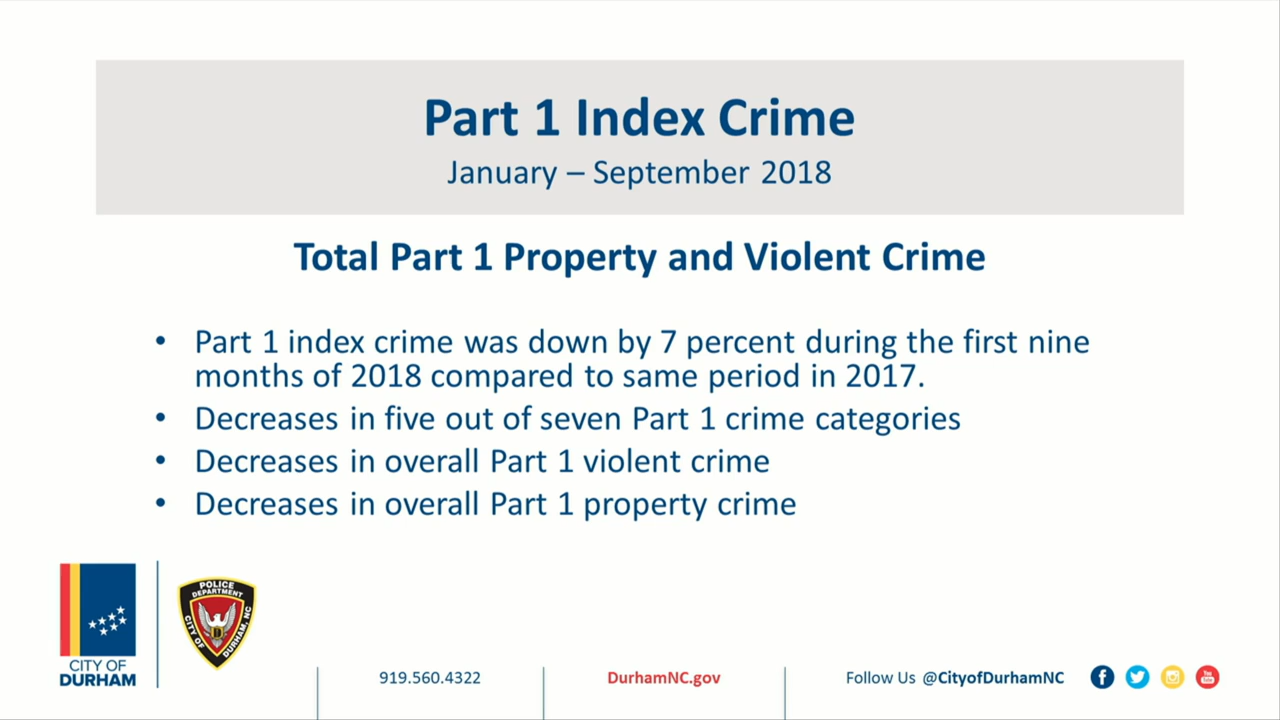 Part 1 Index Crime
January – September 2018
Total Part 1 Property and Violent Crime
• Part 1 index crime was down by 7 percent during the first nine
months of 2018 compared to same period in 2017.
• Decreases in five out of seven Part 1 crime categories
• Decreases in overall Part 1 violent crime
• Decreases in overall Part 1 property crime
CITY OF
DURHAM
POLICE
DEPARTMENT
CITY OF
DURHAM, NC
D
919.560.4322
DurhamNC.gov
Follow Us @CityofDurhamNC
f
You
Tube